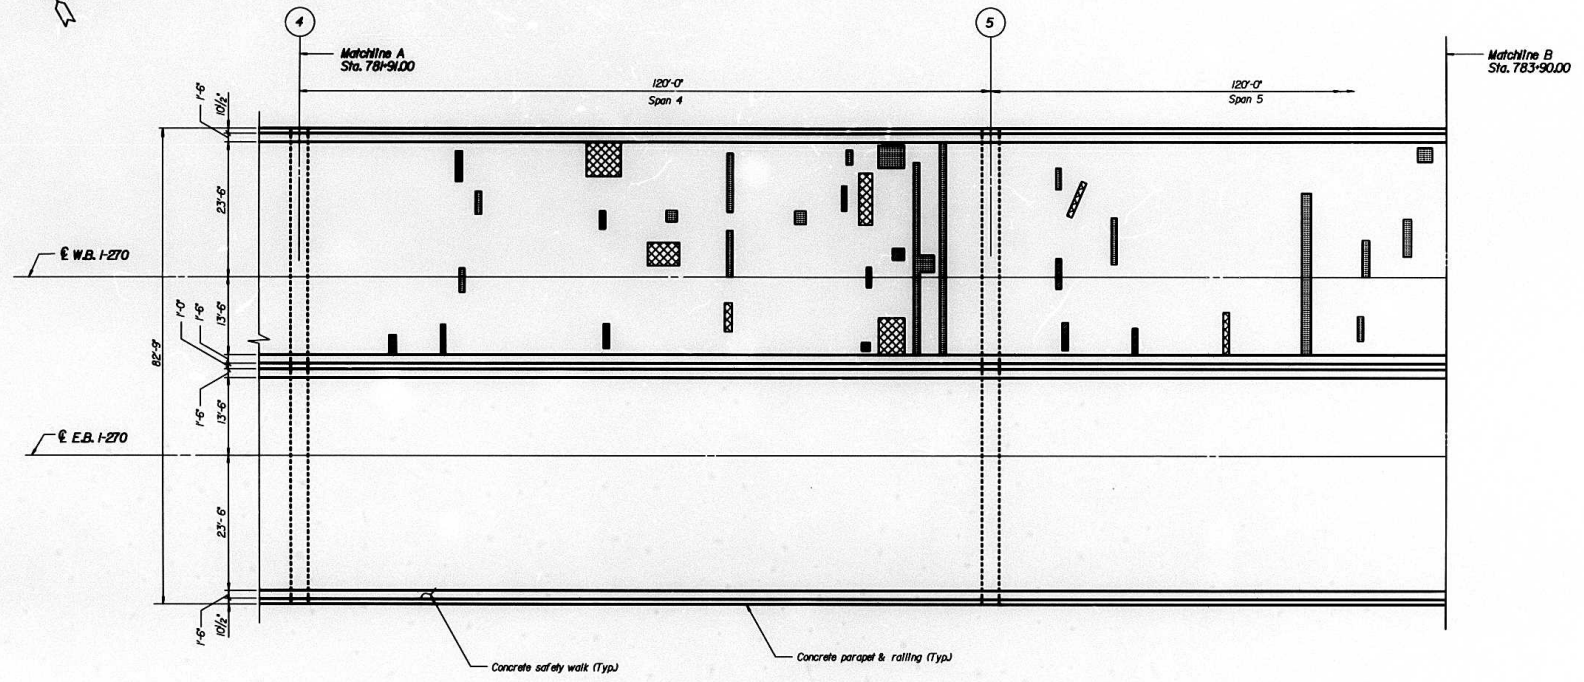 4
5
Matchline A
Sta. 781+91.00
Matchline B
Sta. 783+90.00
120'-0"
Span 4
120'-0"
Span 5
1'-6"
10½"
23'-6"
℄ W.B. I-270
1'-0"
1'-6"
13'-6"
82'-9"
1'-6"
13'-6"
℄ E.B. I-270
23'-6"
1'-6"
10½"
Concrete safety walk (Typ.)
Concrete parapet & railing (Typ.)